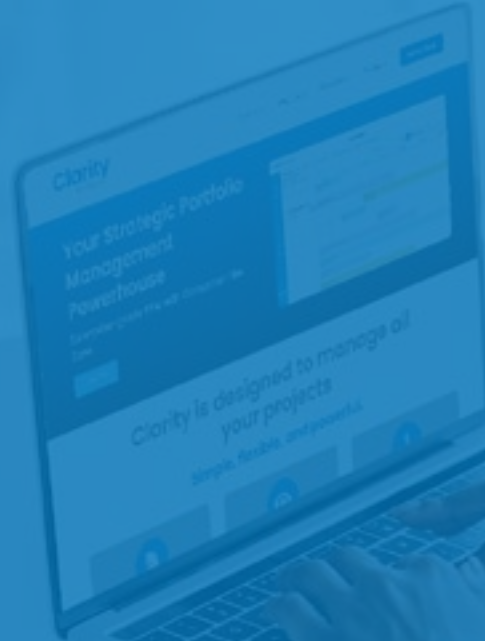 Clarity
Your Strategic Portfolio
Management
Powerhouse
Clarity is designed to manage all
your projects
Simple, flexible, and powerful.